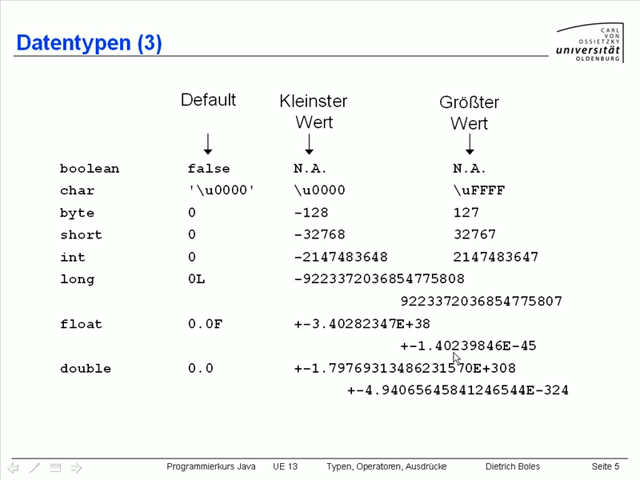 Datentypen (3)
CARL
VON
OSSIETZKY
universität
OLDENBURG
Default Kleinster Wert Größter Wert
boolean false N.A. N.A.
char '\u0000' \u0000 \uFFFF
byte 0 -128 127
short 0 -32768 32767
int 0 -2147483648 2147483647
long 0L -9223372036854775808
9223372036854775807
float 0.0F +-3.40282347E+38
+-1.40239846E-45
double 0.0 +-1.79769313486231570E+308
+-4.94065645841246544E-324
Programmierkurs Java UE 13 Typen, Operatoren, Ausdrücke Dietrich Boles Seite 5